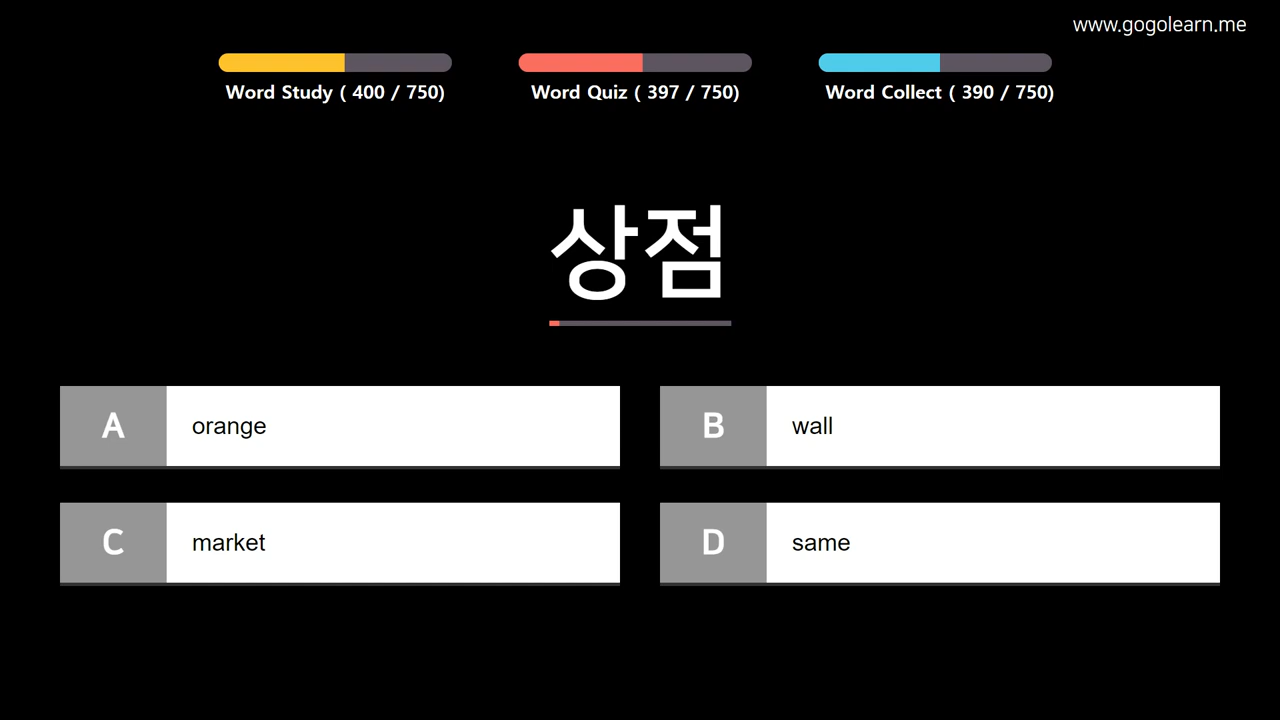 www.gogolearn.me
Word Study ( 400 / 750)
Word Quiz ( 397 / 750)
Word Collect ( 390 / 750)
상점
A orange
B wall
C market
D same